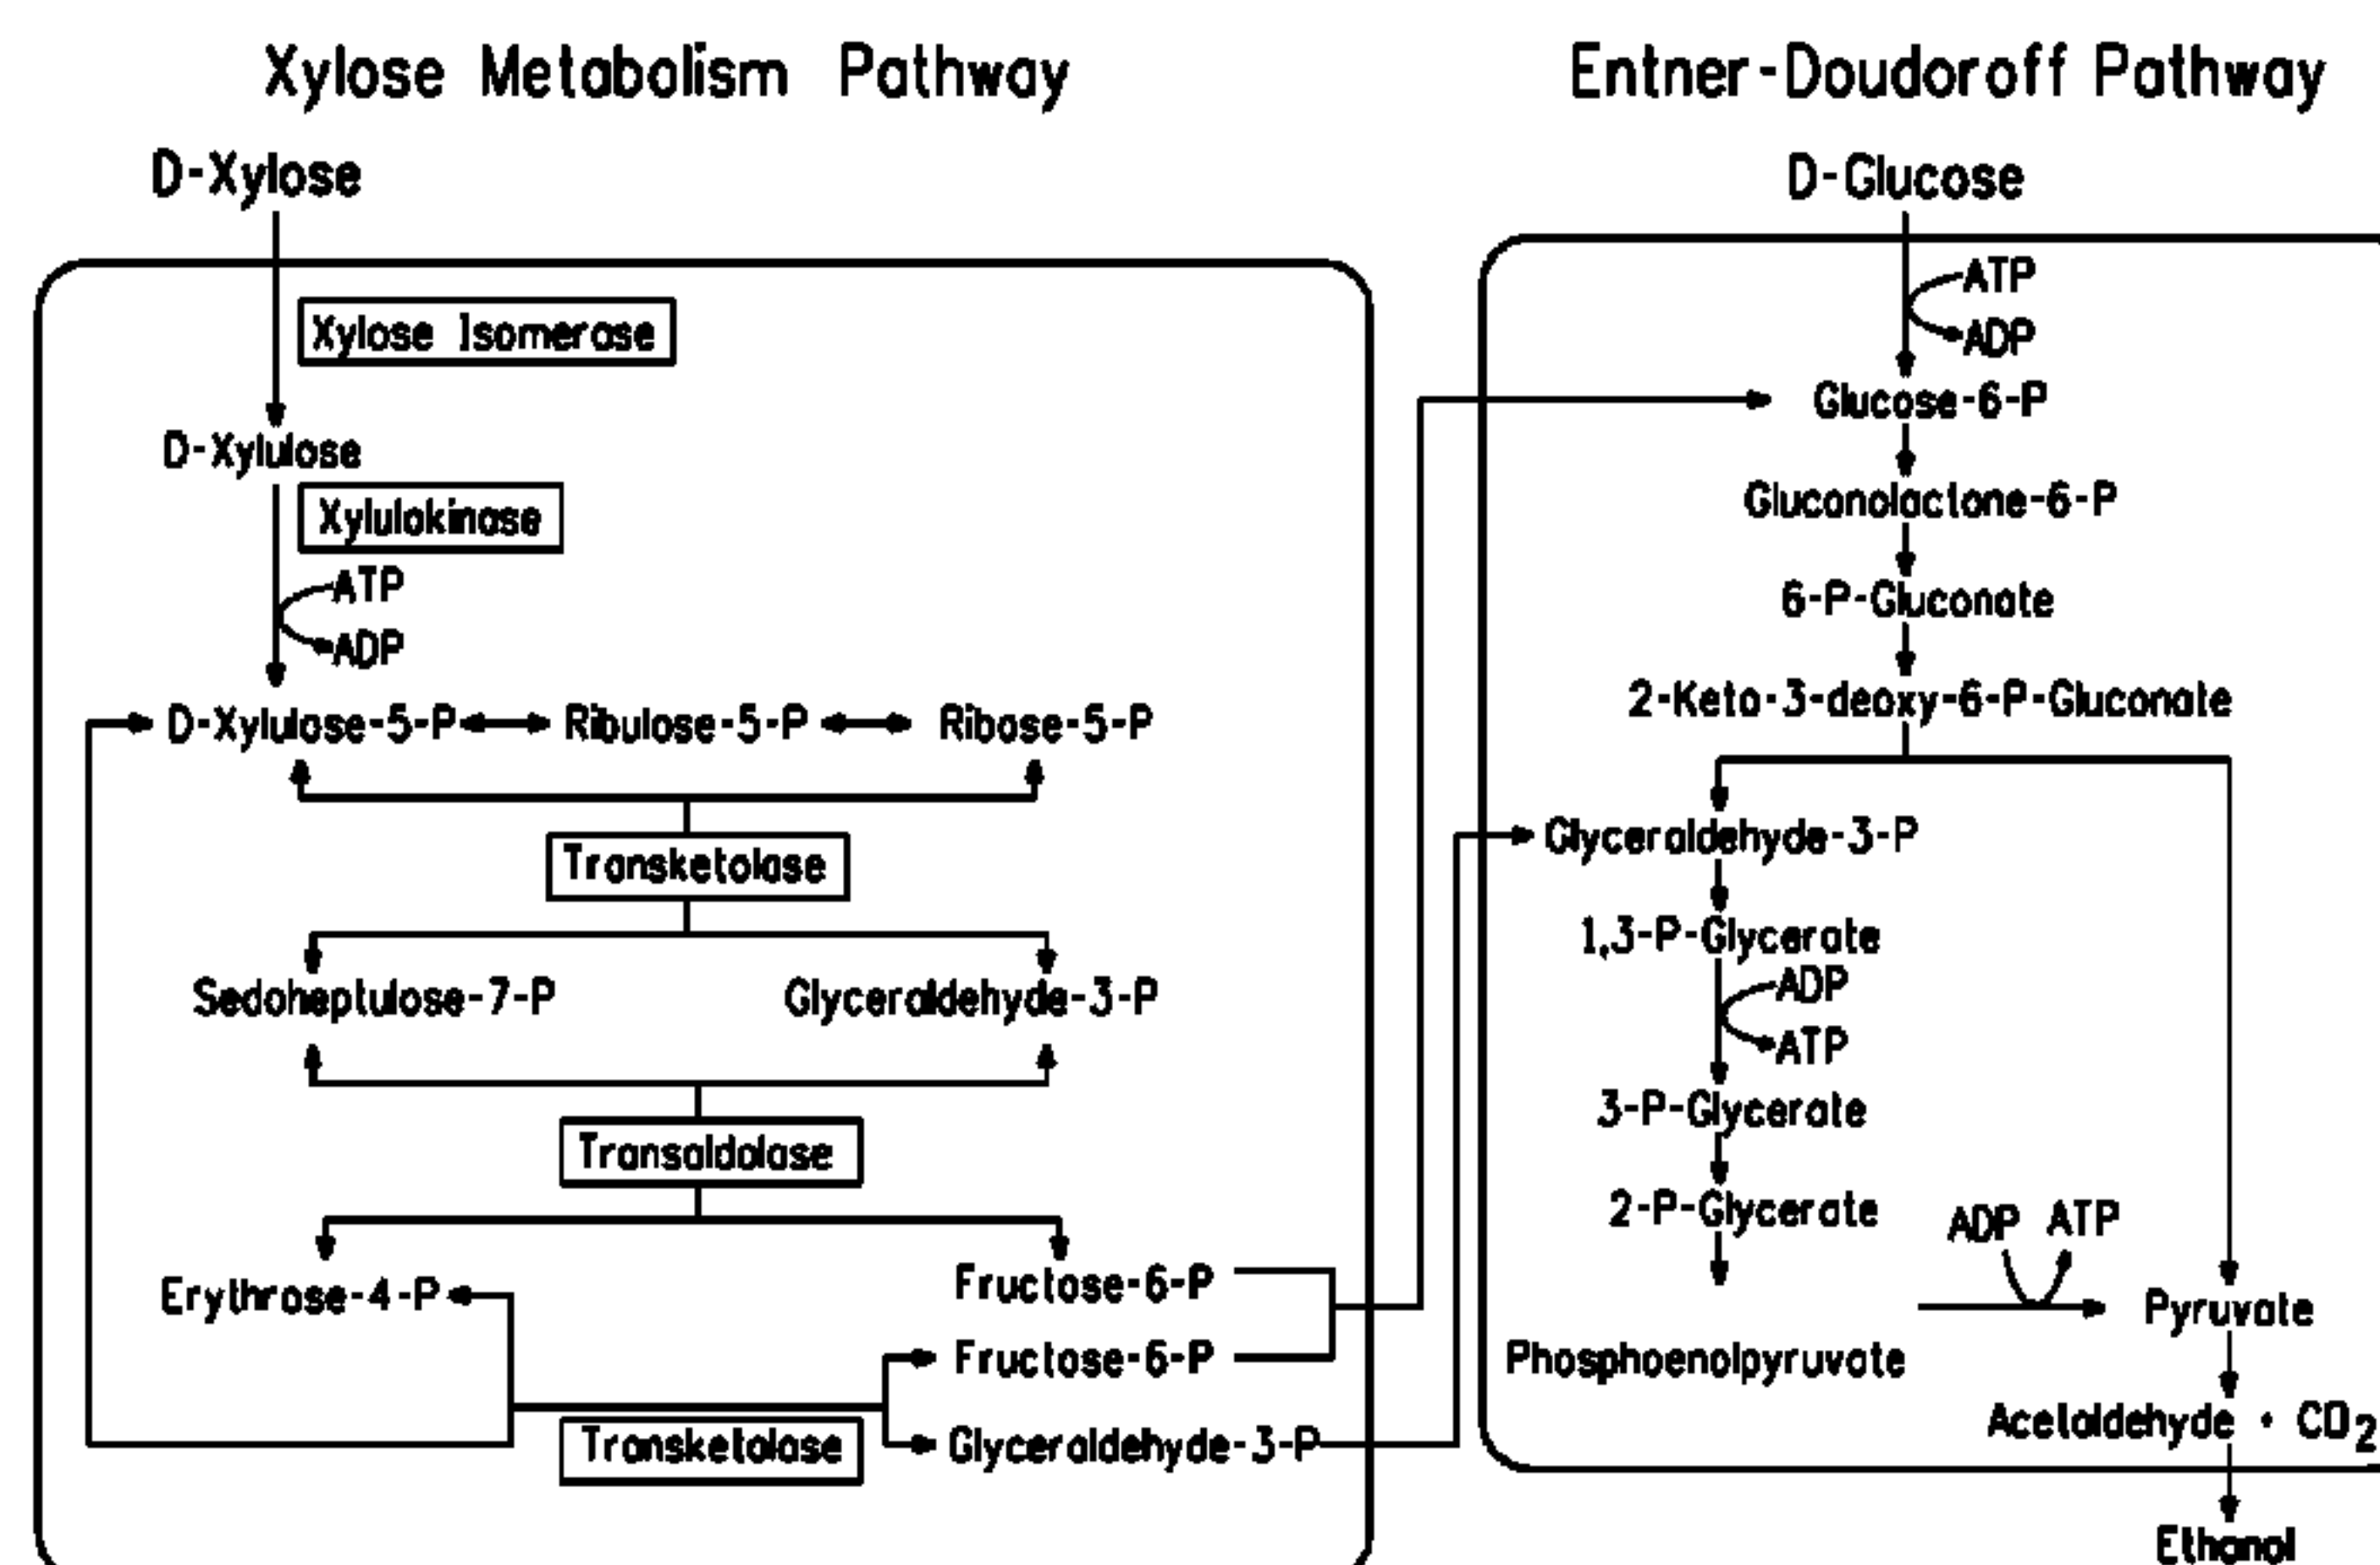 Xylose Metabolism Pathway
Entner-Doudoroff Pathway
D-Xylose
Xylose Isomerase
D-Xylulose
Xylulokinase
ATP
ADP
D-Xylulose-5-P
Ribulose-5-P
Ribose-5-P
Transketolase
Sedoheptulose-7-P
Glyceraldehyde-3-P
Transaldolase
Erythrose-4-P
Fructose-6-P
Fructose-6-P
Transketolase
Glyceraldehyde-3-P
D-Glucose
ATP
ADP
Glucose-6-P
Gluconolactone-6-P
6-P-Gluconate
2-Keto-3-deoxy-6-P-Gluconate
Glyceraldehyde-3-P
1,3-P-Glycerate
ADP
ATP
3-P-Glycerate
2-P-Glycerate
ADP ATP
Pyruvate
Phosphoenolpyruvate
Acetaldehyde + CO2
Ethanol